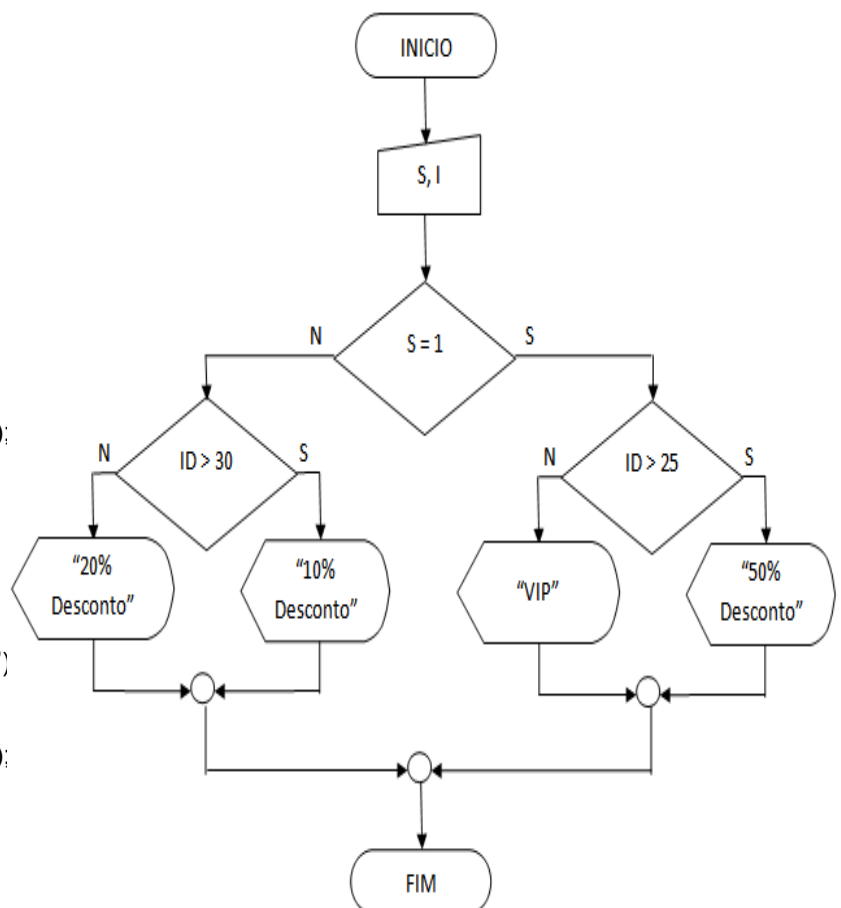 INICIO
S, I
S = 1
N
S
ID > 30
N
S
ID > 25
N
S
“20%
Desconto”
“10%
Desconto”
“VIP”
“50%
Desconto”
);
")
);
FIM